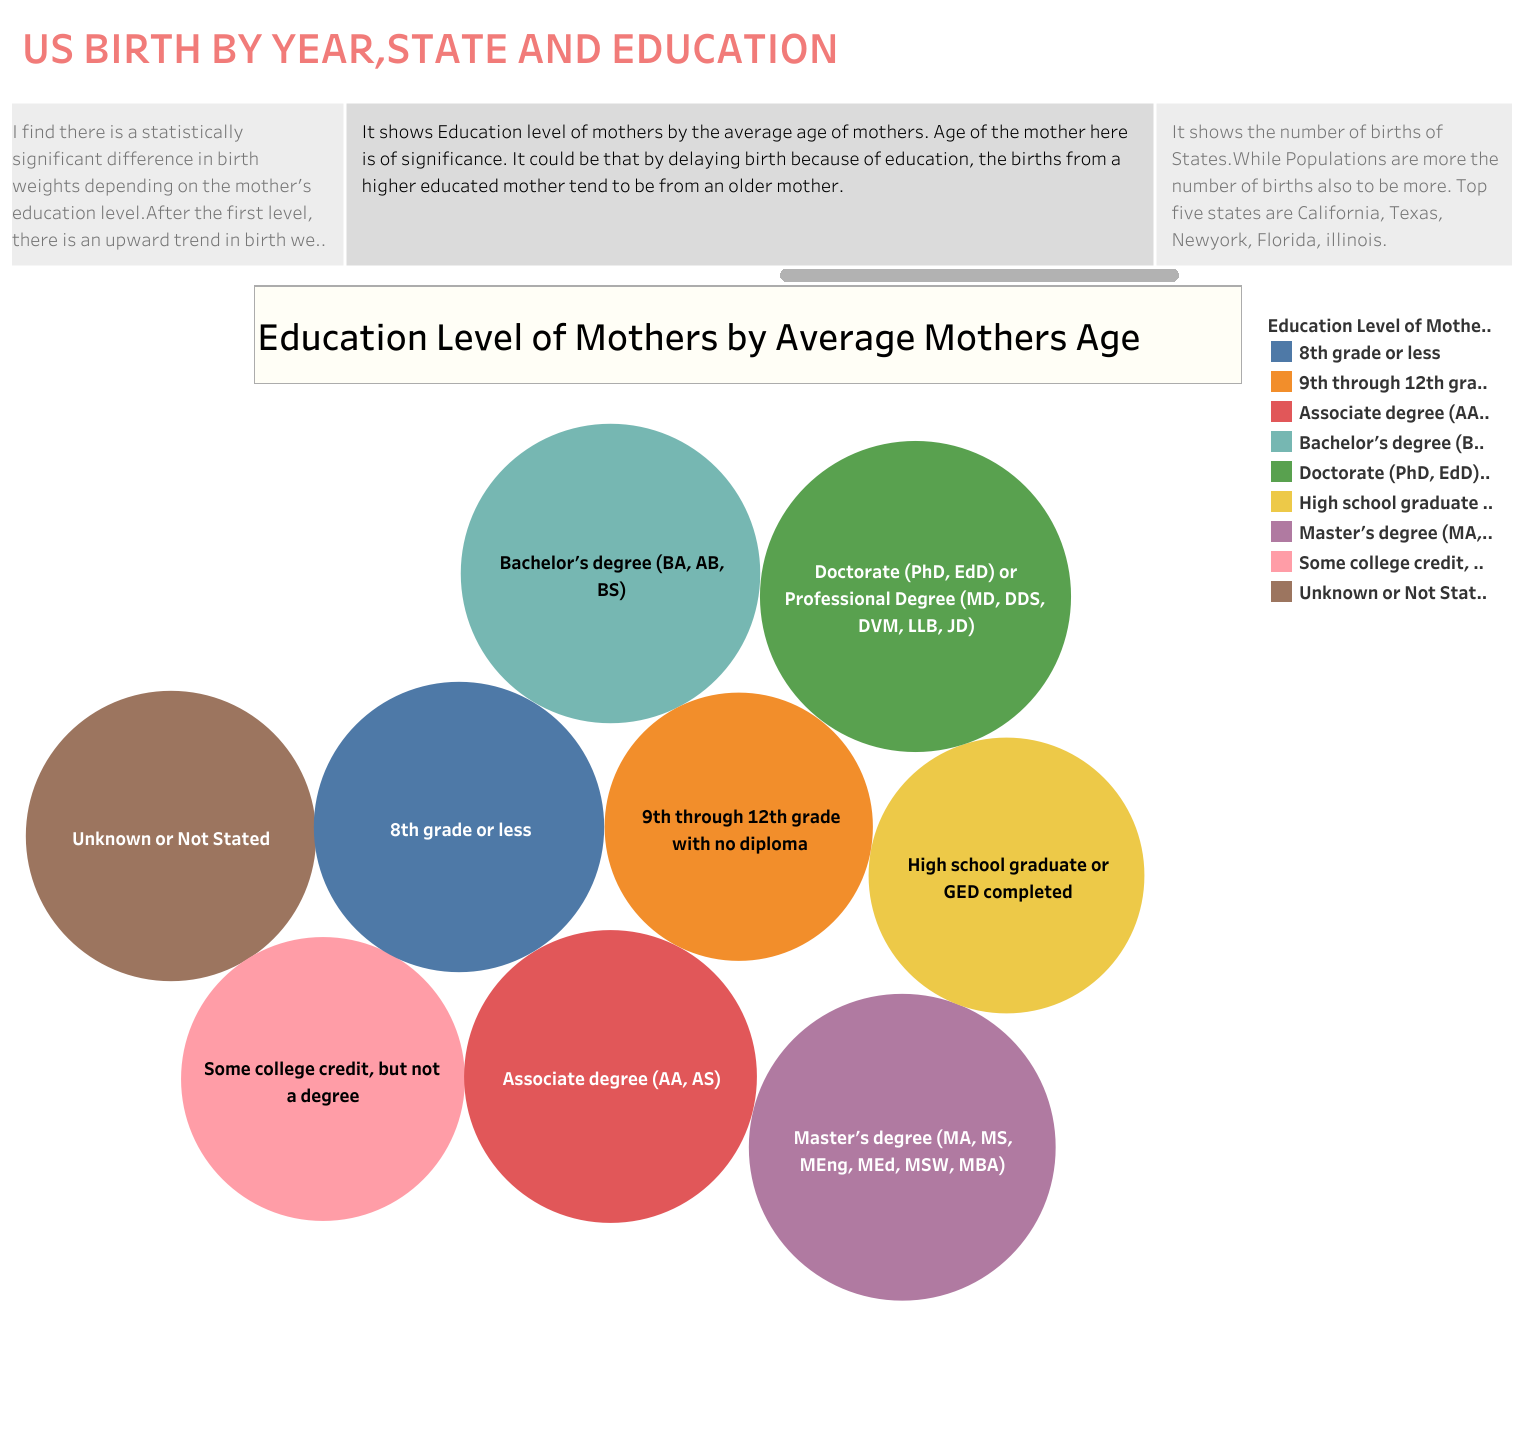 US BIRTH BY YEAR,STATE AND EDUCATION
I find there is a statistically
significant difference in birth
weights depending on the mother's
education level.After the first level,
there is an upward trend in birth we..
It shows Education level of mothers by the average age of mothers. Age of the mother here
is of significance. It could be that by delaying birth because of education, the births from a
higher educated mother tend to be from an older mother.
It shows the number of births of
States.While Populations are more the
number of births also to be more. Top
five states are California, Texas,
Newyork, Florida, illinois.
Education Level of Mothers by Average Mothers Age
Education Level of Mothe..
8th grade or less
9th through 12th gra..
Associate degree (AA..
Bachelor's degree (B..
Doctorate (PhD, EdD)..
High school graduate ..
Master's degree (MA,..
Some college credit, ..
Unknown or Not Stat..
Bachelor's degree (BA, AB,
BS)
Doctorate (PhD, EdD) or
Professional Degree (MD, DDS,
DVM, LLB, JD)
Unknown or Not Stated
8th grade or less
9th through 12th grade
with no diploma
High school graduate or
GED completed
Some college credit, but not
a degree
Associate degree (AA, AS)
Master's degree (MA, MS,
MEng, MEd, MSW, MBA)